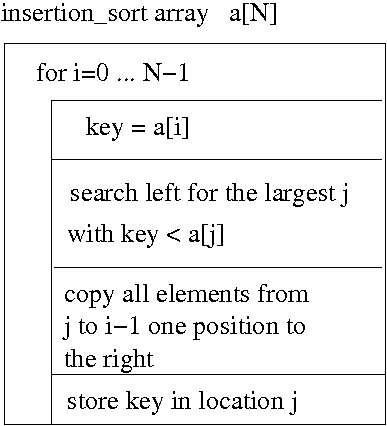 insertion_sort array a[N]
for i=0 ... N−1
key = a[i]
search left for the largest j
with key < a[j]
copy all elements from
j to i−1 one position to
the right
store key in location j